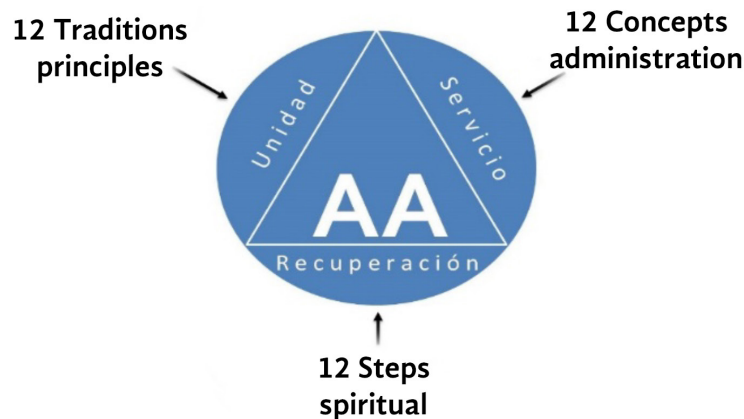 12 Traditions
principles
12 Concepts
administration
Unidad
Servicio
AA
Recuperación
12 Steps
spiritual